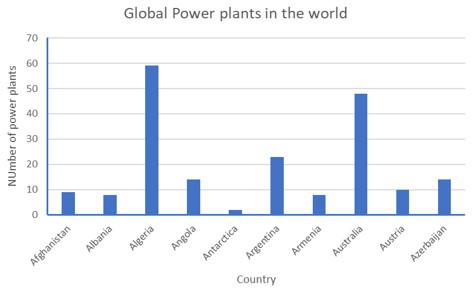 Global Power plants in the world
NUmber of power plants
70
60
50
40
30
20
10
0
Afghanistan
Albania
Algeria
Angola
Antarctica
Argentina
Armenia
Australia
Austria
Azerbaijan
Country